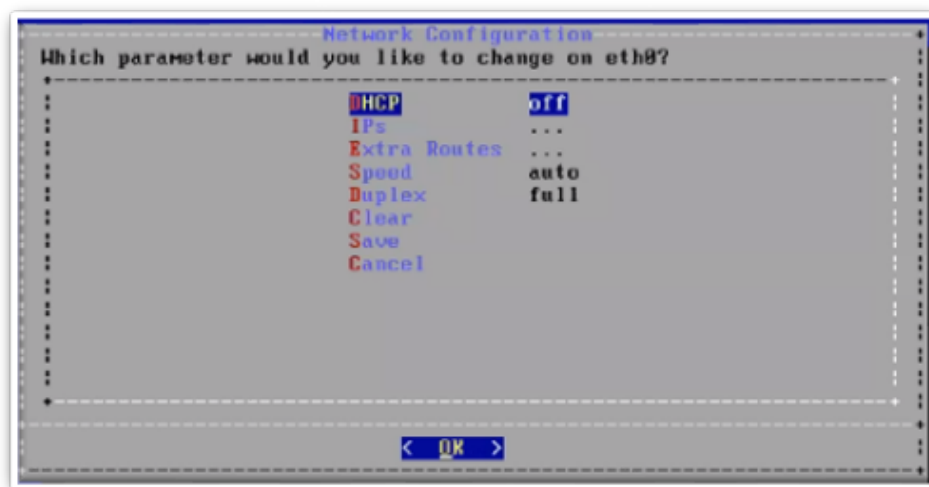 Network Configuration
Which parameter would you like to change on eth0?
DHCP off
IPs ...
Extra Routes ...
Speed auto
Duplex full
Clear
Save
Cancel
< OK >